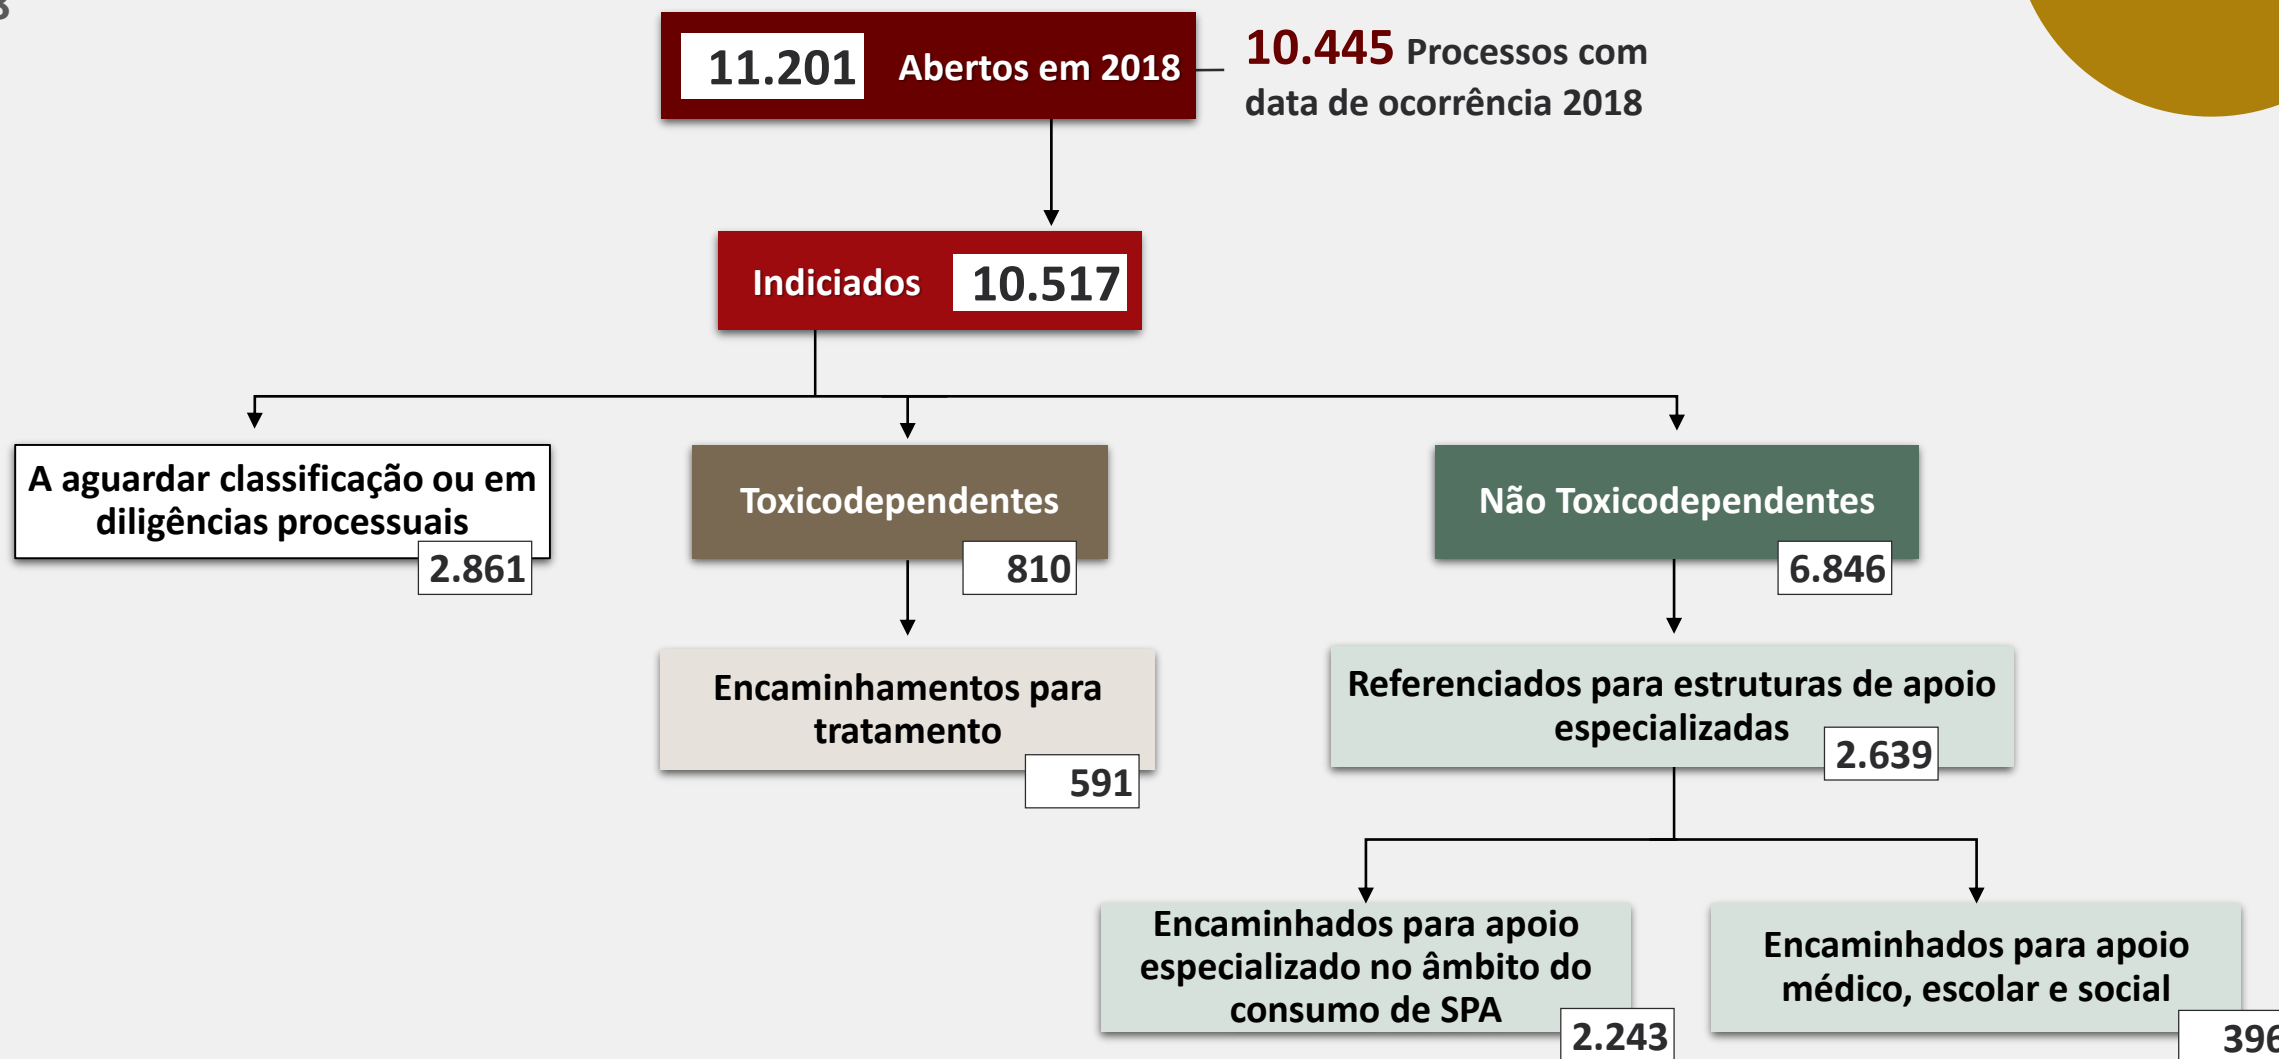 11.201 Abertos em 2018
10.445 Processos com
data de ocorrência 2018
Indiciados 10.517
A aguardar classificação ou em
diligências processuais
2.861
Toxicodependentes
810
Não Toxicodependentes
6.846
Encaminhamentos para
tratamento
591
Referenciados para estruturas de apoio
especializadas
2.639
Encaminhados para apoio
especializado no âmbito do
consumo de SPA
2.243
Encaminhados para apoio
médico, escolar e social
396